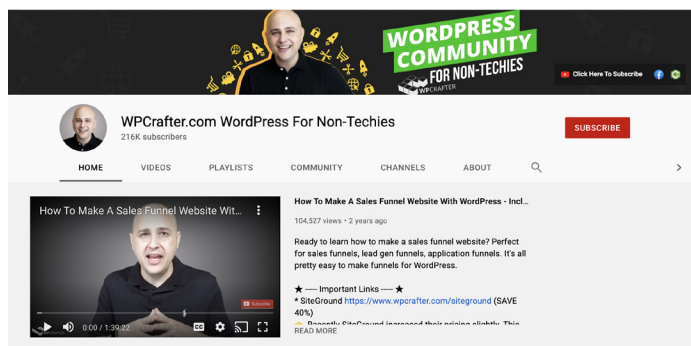 WORDPRESS
COMMUNITY
FOR NON-TECHIES
WPCRAFTER
Click Here To Subscribe
WPCrafter.com WordPress For Non-Techies
216K subscribers
SUBSCRIBE
HOME VIDEOS PLAYLISTS COMMUNITY CHANNELS ABOUT
How To Make A Sales Funnel Website Wit...
Subscribe
0:00 / 1:39:22
CC
How To Make A Sales Funnel Website With WordPress - Incl...
104,527 views • 2 years ago
Ready to learn how to make a sales funnel website? Perfect
for sales funnels, lead gen funnels, application funnels. It's all
pretty easy to make funnels for WordPress.
★ ----- Important Links ----- ★
* SiteGround https://www.wpcrafter.com/siteground (SAVE
40%)
Recently SiteGround increased their pricing slightly. This
READ MORE